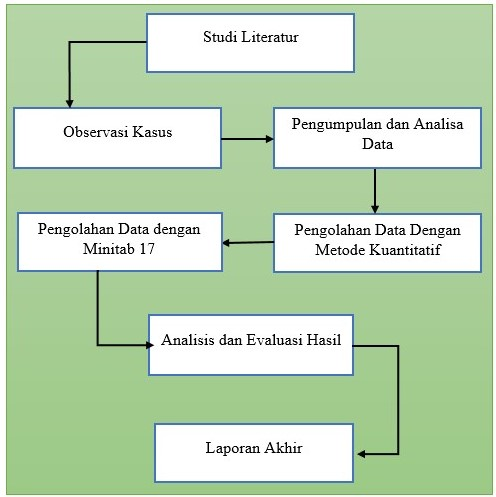 Studi Literatur
Observasi Kasus
Pengumpulan dan Analisa
Data
Pengolahan Data Dengan
Metode Kuantitatif
Pengolahan Data dengan
Minitab 17
Analisis dan Evaluasi Hasil
Laporan Akhir